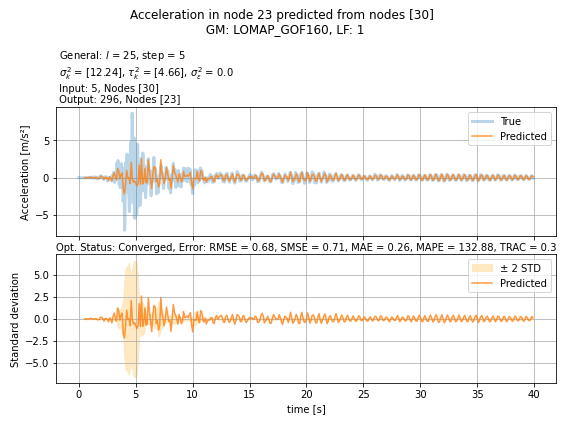 Acceleration in node 23 predicted from nodes [30]
GM: LOMAP_GOF160, LF: 1
General: l = 25, step = 5
σ²ₖ = [12.24], τ²ₖ = [4.66], σ²ε = 0.0
Input: 5, Nodes [30]
Output: 296, Nodes [23]
True
Predicted
Acceleration [m/s²]
5
0
−5
Opt. Status: Converged, Error: RMSE = 0.68, SMSE = 0.71, MAE = 0.26, MAPE = 132.88, TRAC = 0.3
± 2 STD
Predicted
Standard deviation
5.0
2.5
0.0
−2.5
−5.0
0 5 10 15 20 25 30 35 40
time [s]